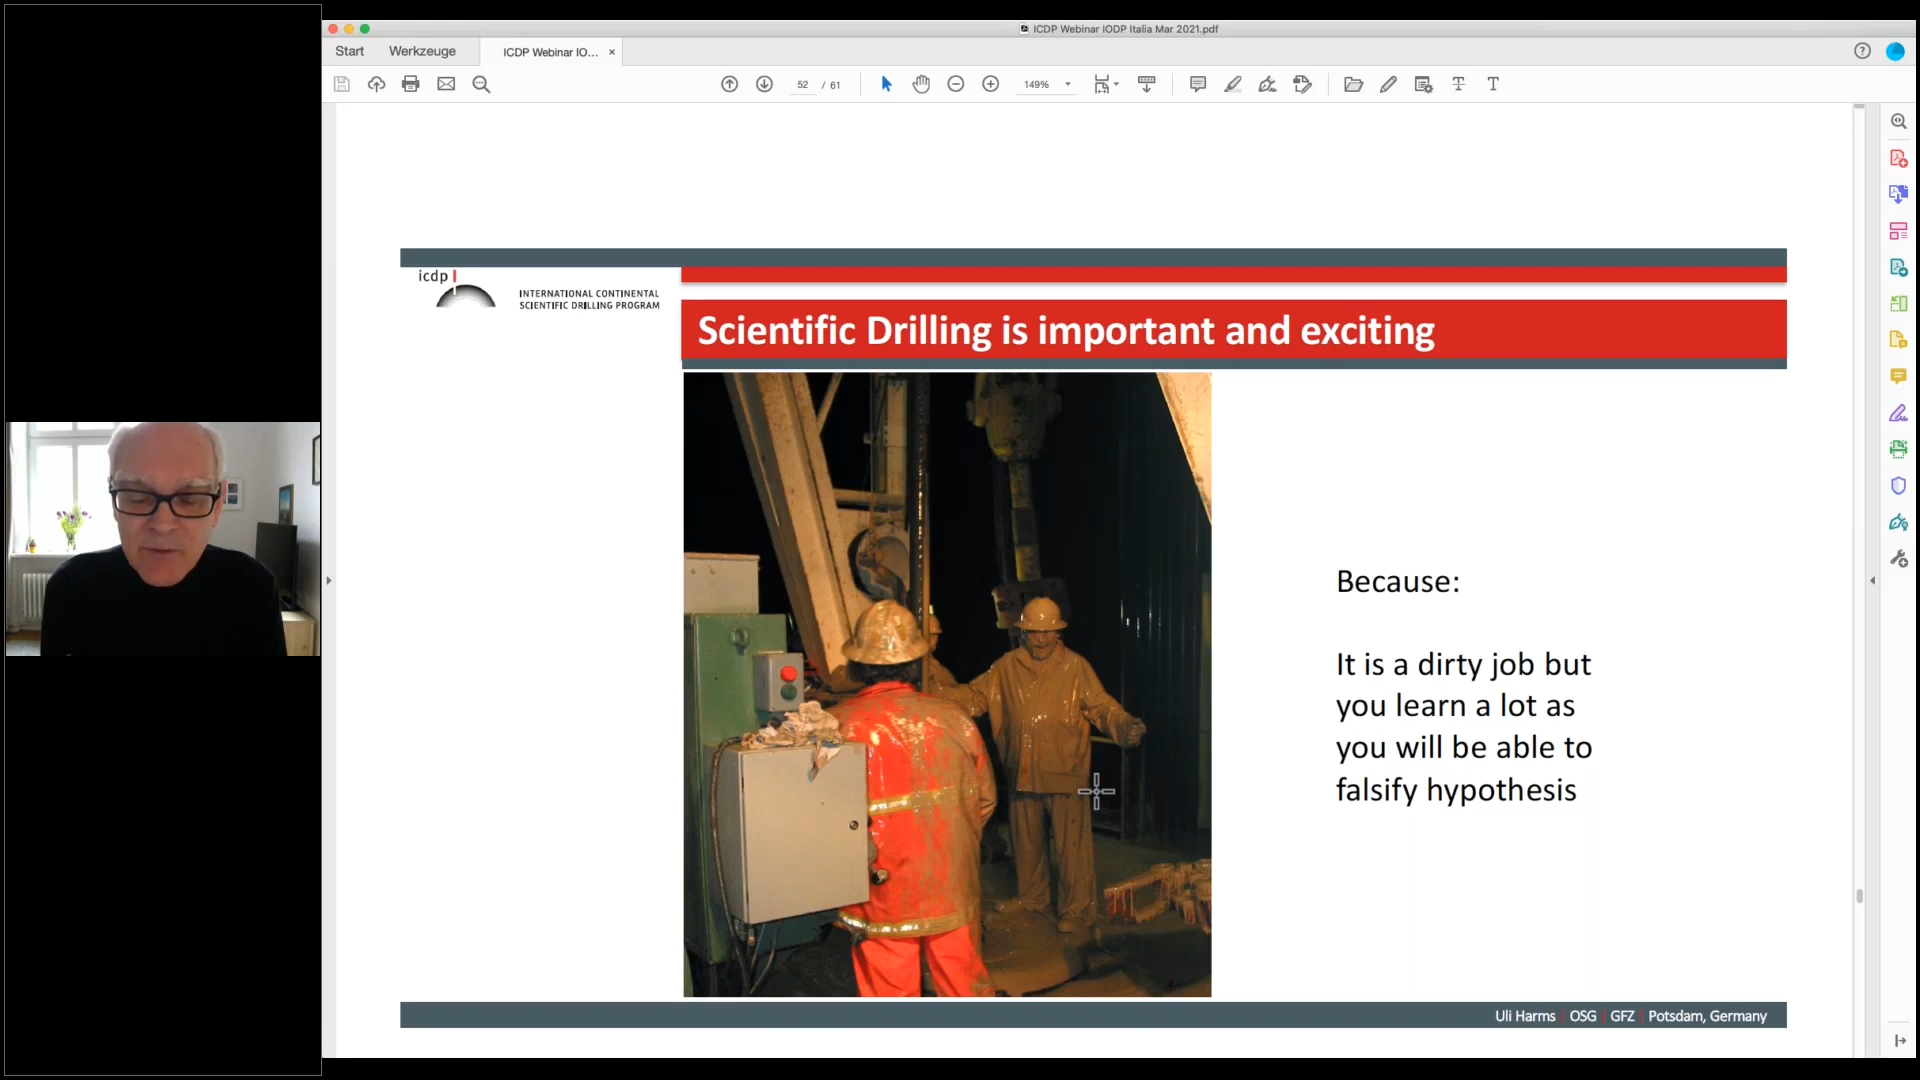 ICDP Webinar IODP Italia Mar 2021.pdf
Start
Werkzeuge
ICDP Webinar IO...
52 / 61
149%
icdp
INTERNATIONAL CONTINENTAL
SCIENTIFIC DRILLING PROGRAM
Scientific Drilling is important and exciting
Because:
It is a dirty job but
you learn a lot as
you will be able to
falsify hypothesis
Uli Harms | OSG | GFZ | Potsdam, Germany